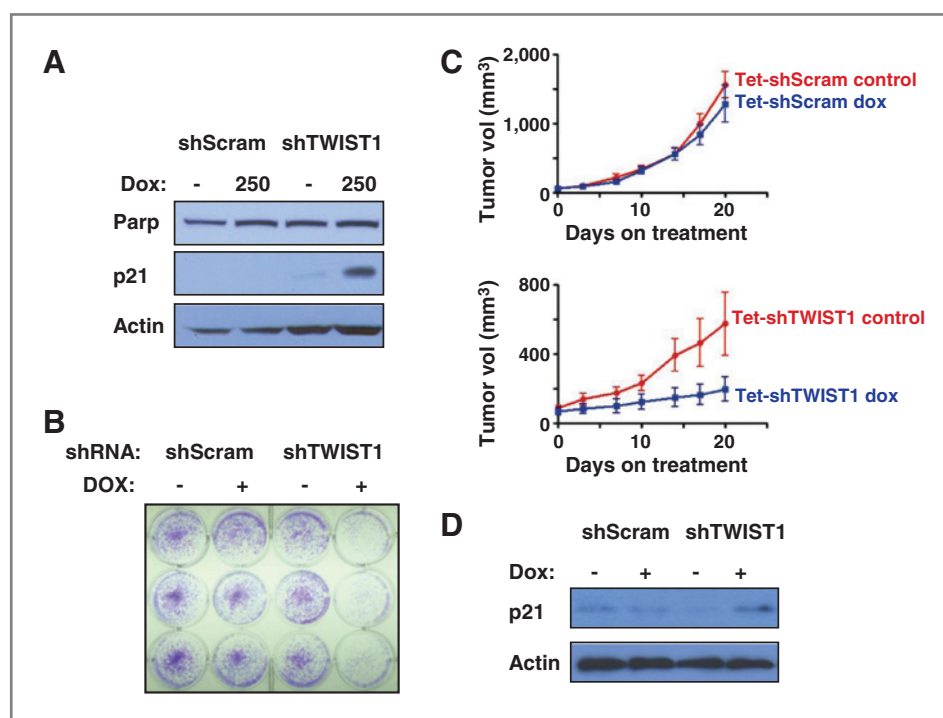 A
shScram shTWIST1
Dox: - 250 - 250
Parp
p21
Actin
B
shRNA: shScram shTWIST1
DOX: - + - +
C
Tumor vol (mm³)
2,000
1,000
0
0 10 20
Days on treatment
Tet-shScram control
Tet-shScram dox
Tumor vol (mm³)
800
400
0
0 10 20
Days on treatment
Tet-shTWIST1 control
Tet-shTWIST1 dox
D
shScram shTWIST1
Dox: - + - +
p21
Actin